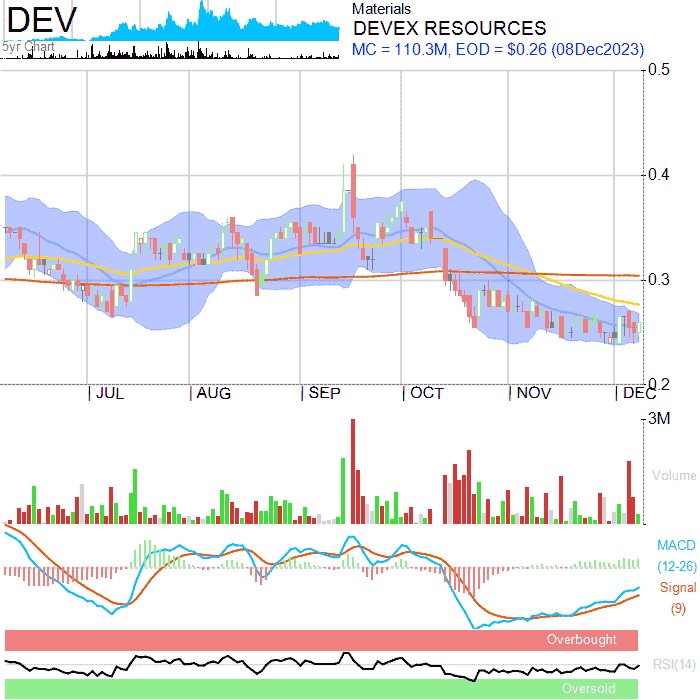 DEV
5yr Chart
Materials
DEVEX RESOURCES
MC = 110.3M, EOD = $0.26 (08Dec2023)
0.5
0.4
0.3
0.2
JUL AUG SEP OCT NOV DEC
3M
Volume
MACD
(12-26)
Signal
(9)
Overbought
RSI(14)
Oversold